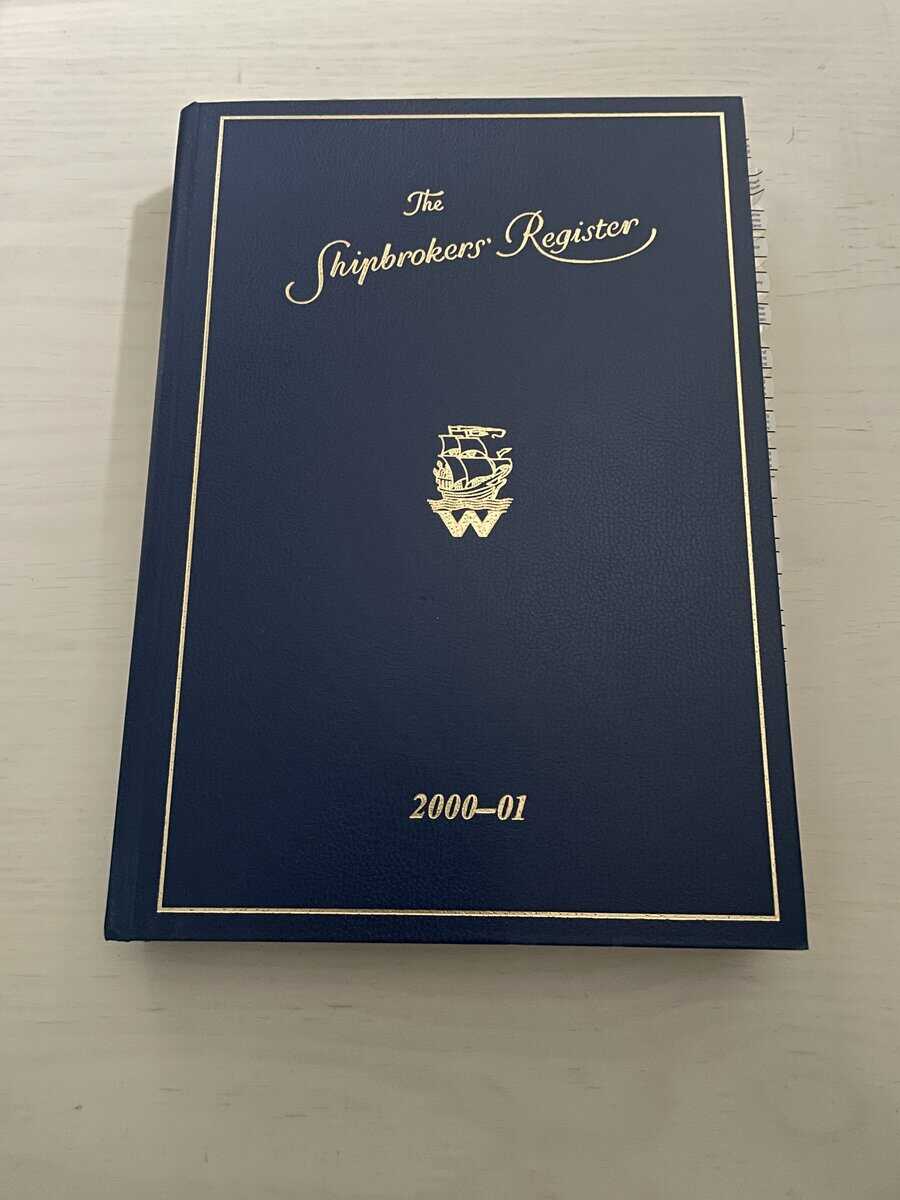 The
Shipbrokers' Register
W
2000–01